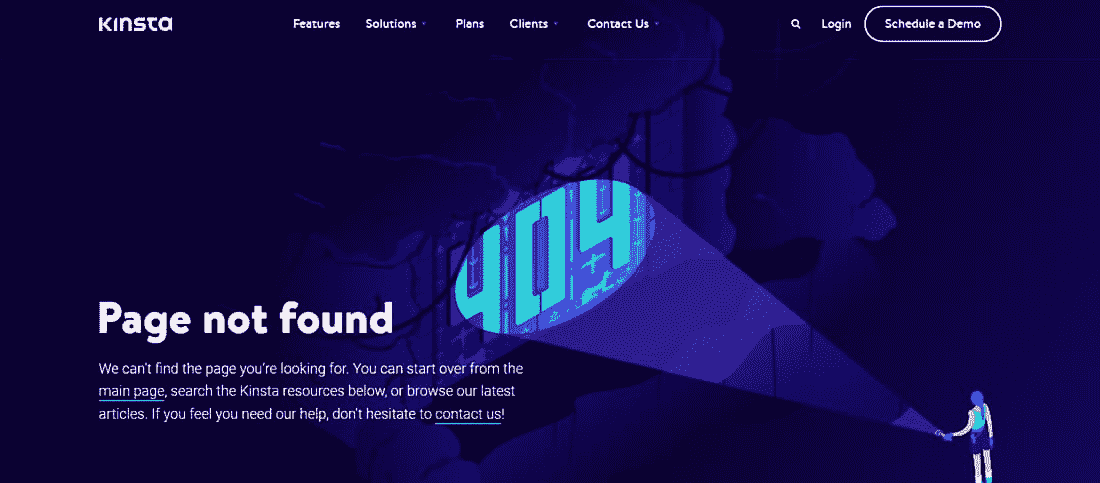 Kinsta
Features Solutions Plans Clients Contact Us Login Schedule a Demo
404
Page not found
We can't find the page you're looking for. You can start over from the
main page, search the Kinsta resources below, or browse our latest
articles. If you feel you need our help, don't hesitate to contact us!